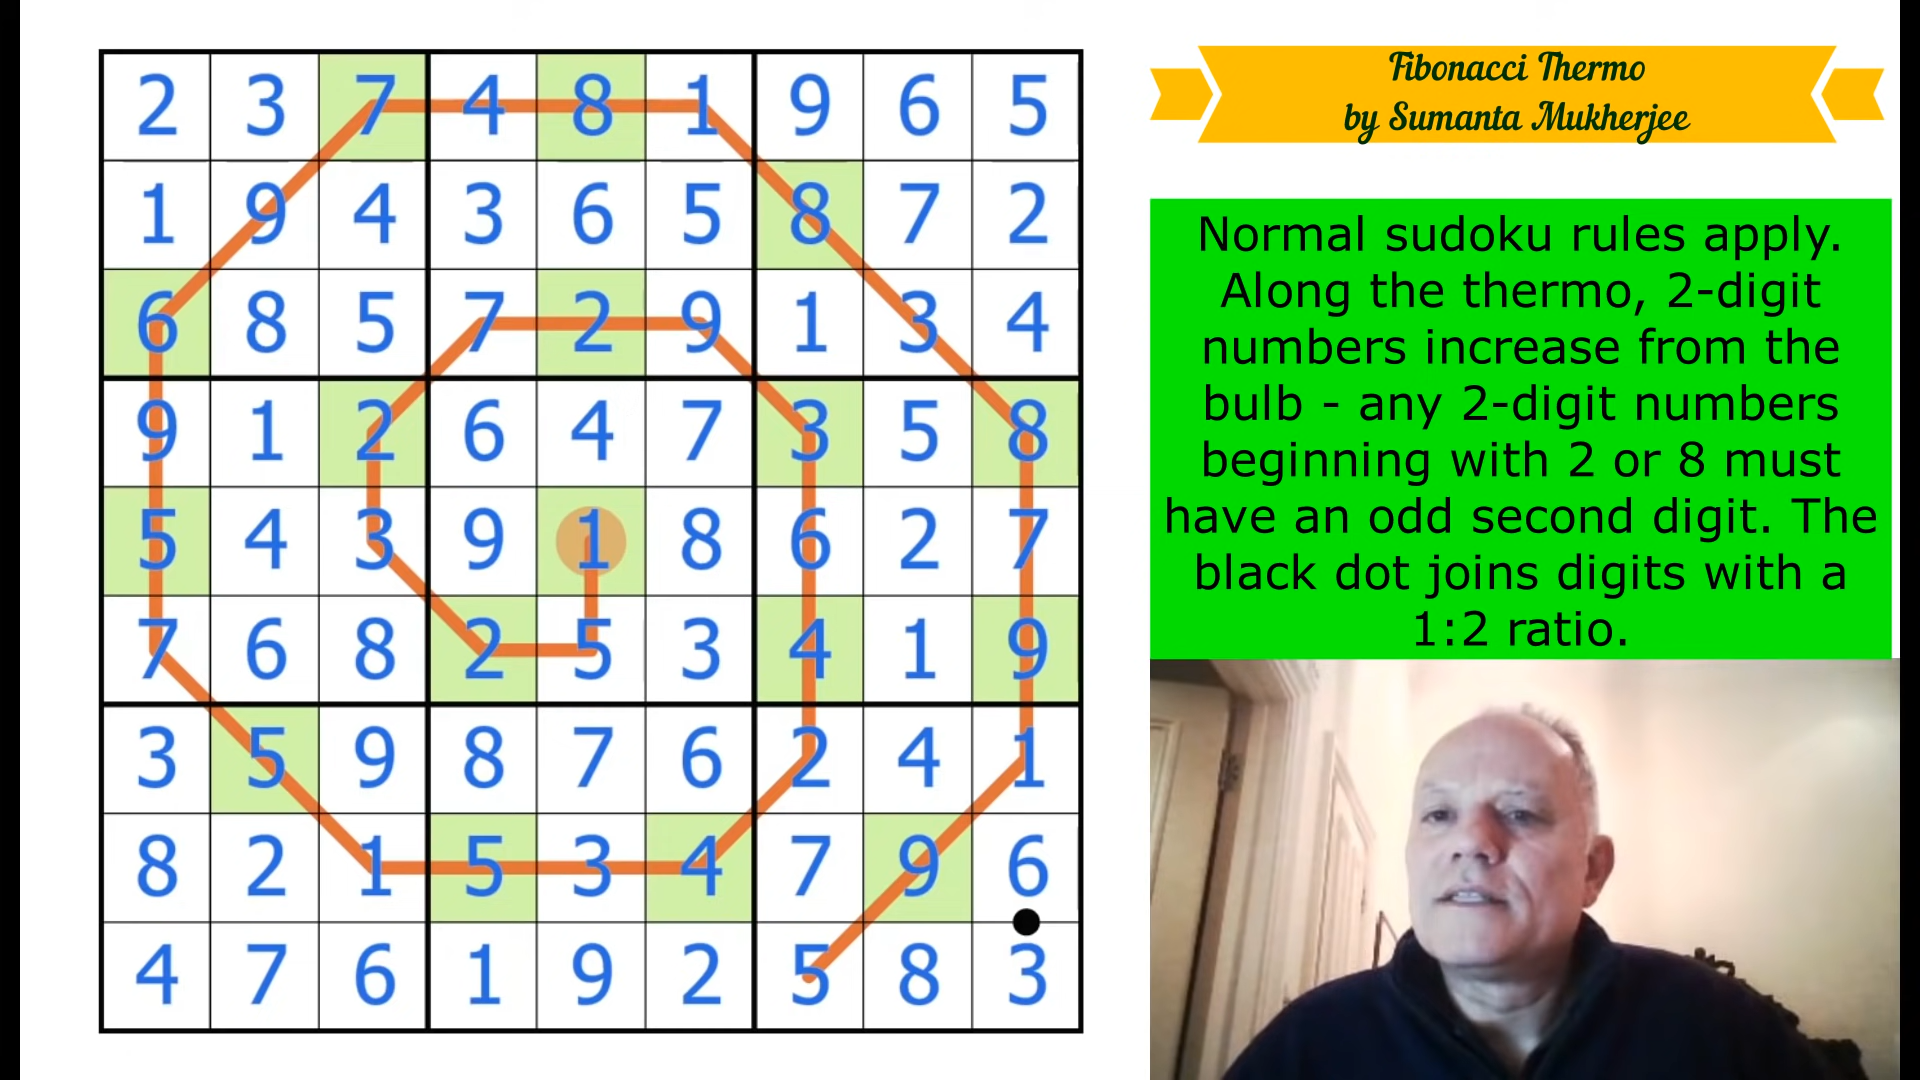 Fibonacci Thermo
by Sumanta Mukherjee
Normal sudoku rules apply.
Along the thermo, 2-digit
numbers increase from the
bulb - any 2-digit numbers
beginning with 2 or 8 must
have an odd second digit. The
black dot joins digits with a
1:2 ratio.
2 3 7 4 8 1 9 6 5
1 9 4 3 6 5 8 7 2
6 8 5 7 2 9 1 3 4
9 1 2 6 4 7 3 5 8
5 4 3 9 1 8 6 2 7
7 6 8 2 5 3 4 1 9
3 5 9 8 7 6 2 4 1
8 2 1 5 3 4 7 9 6
4 7 6 1 9 2 5 8 3